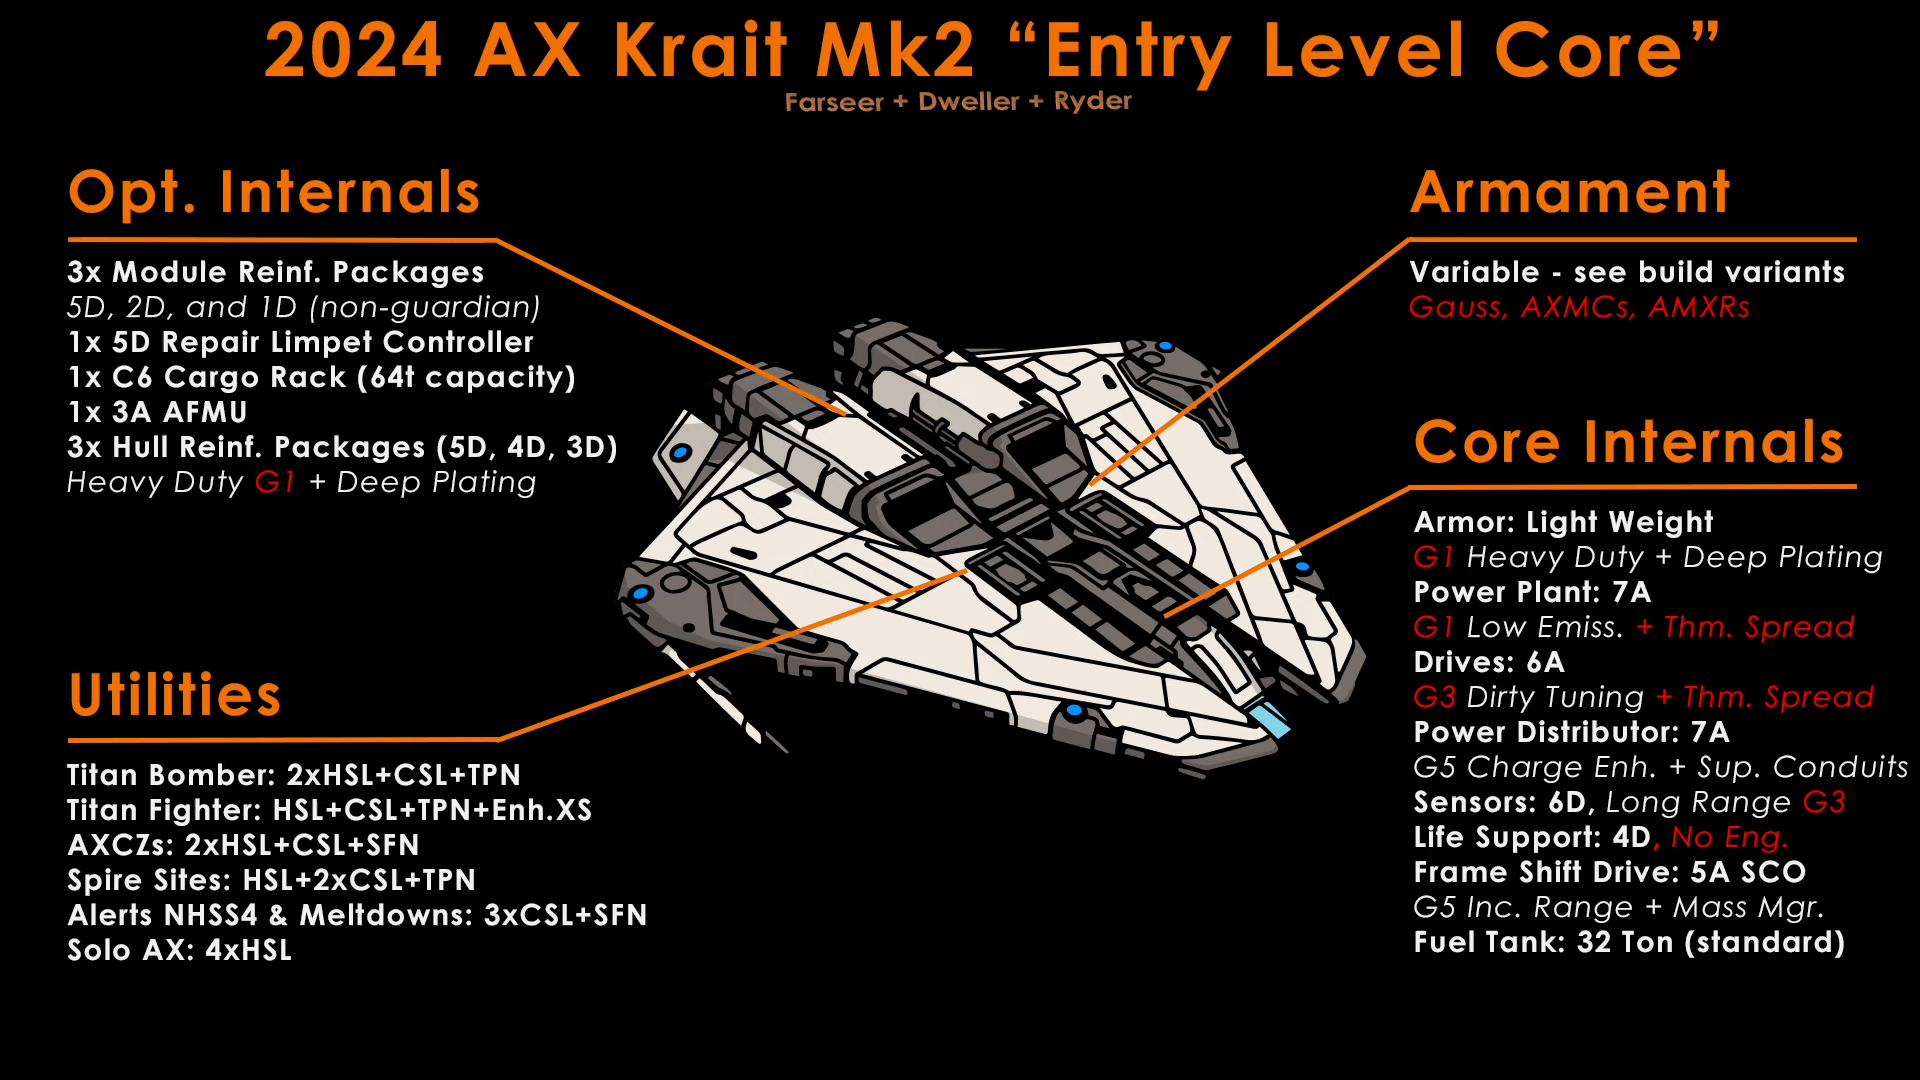 2024 AX Krait Mk2 “Entry Level Core”
Farseer + Dweller + Ryder
Opt. Internals
3x Module Reinf. Packages
5D, 2D, and 1D (non-guardian)
1x 5D Repair Limpet Controller
1x C6 Cargo Rack (64t capacity)
1x 3A AFMU
3x Hull Reinf. Packages (5D, 4D, 3D)
Heavy Duty G1 + Deep Plating
Utilities
Titan Bomber: 2xHSL+CSL+TPN
Titan Fighter: HSL+CSL+TPN+Enh.XS
AXCZs: 2xHSL+CSL+SFN
Spire Sites: HSL+2xCSL+TPN
Alerts NHSS4 & Meltdowns: 3xCSL+SFN
Solo AX: 4xHSL
Armament
Variable - see build variants
Gauss, AXMCs, AMXRs
Core Internals
Armor: Light Weight
G1 Heavy Duty + Deep Plating
Power Plant: 7A
G1 Low Emiss. + Thm. Spread
Drives: 6A
G3 Dirty Tuning + Thm. Spread
Power Distributor: 7A
G5 Charge Enh. + Sup. Conduits
Sensors: 6D, Long Range G3
Life Support: 4D, No Eng.
Frame Shift Drive: 5A SCO
G5 Inc. Range + Mass Mgr.
Fuel Tank: 32 Ton (standard)